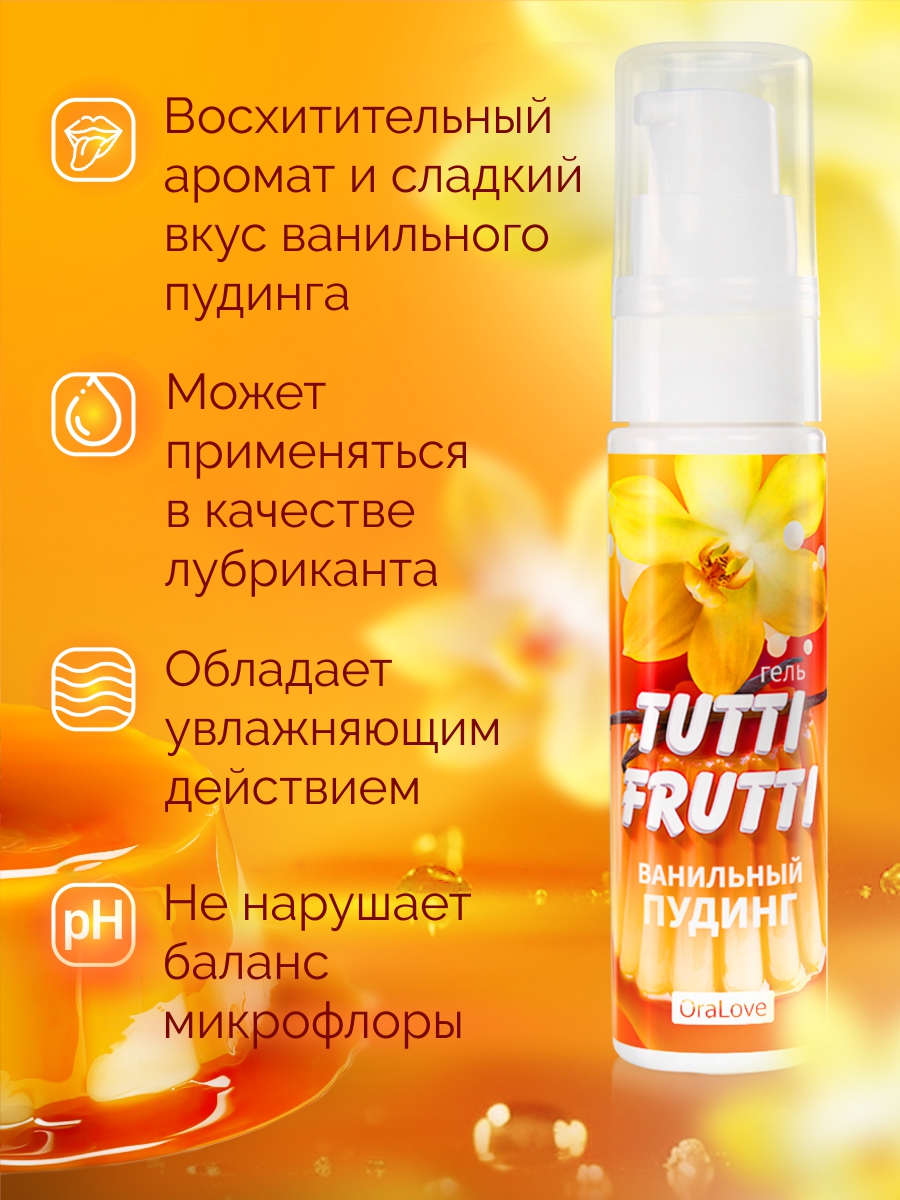 Восхитительный
аромат и сладкий
вкус ванильного
пудинга
Может
применяться
в качестве
лубриканта
Обладает
увлажняющим
действием
pH
Не нарушает
баланс
микрофлоры
гель
TUTTI
FRUTTI
ВАНИЛЬНЫЙ
ПУДИНГ
OraLove